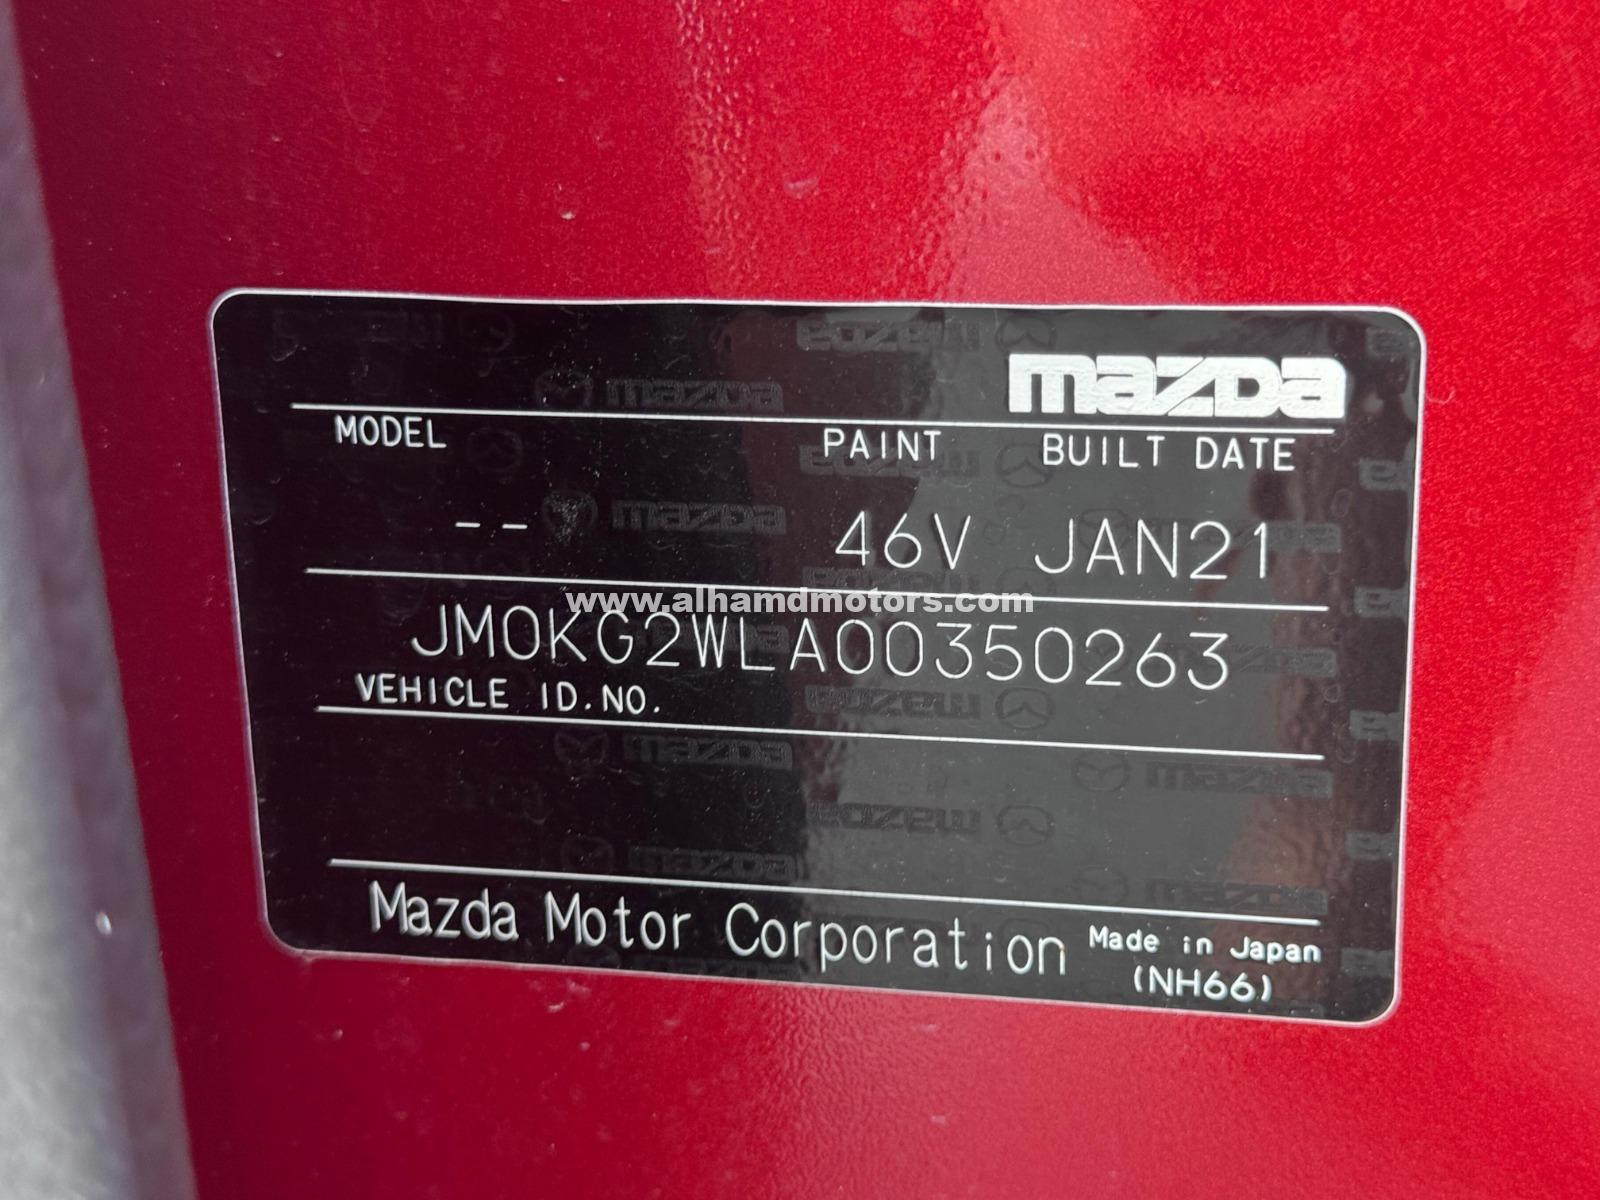 mazda
MODEL PAINT BUILT DATE
-- 46V JAN21
www.alhamdmotors.com
JM0KG2WLA00350263
VEHICLE ID.NO.
Mazda Motor Corporation Made in Japan
(NH66)